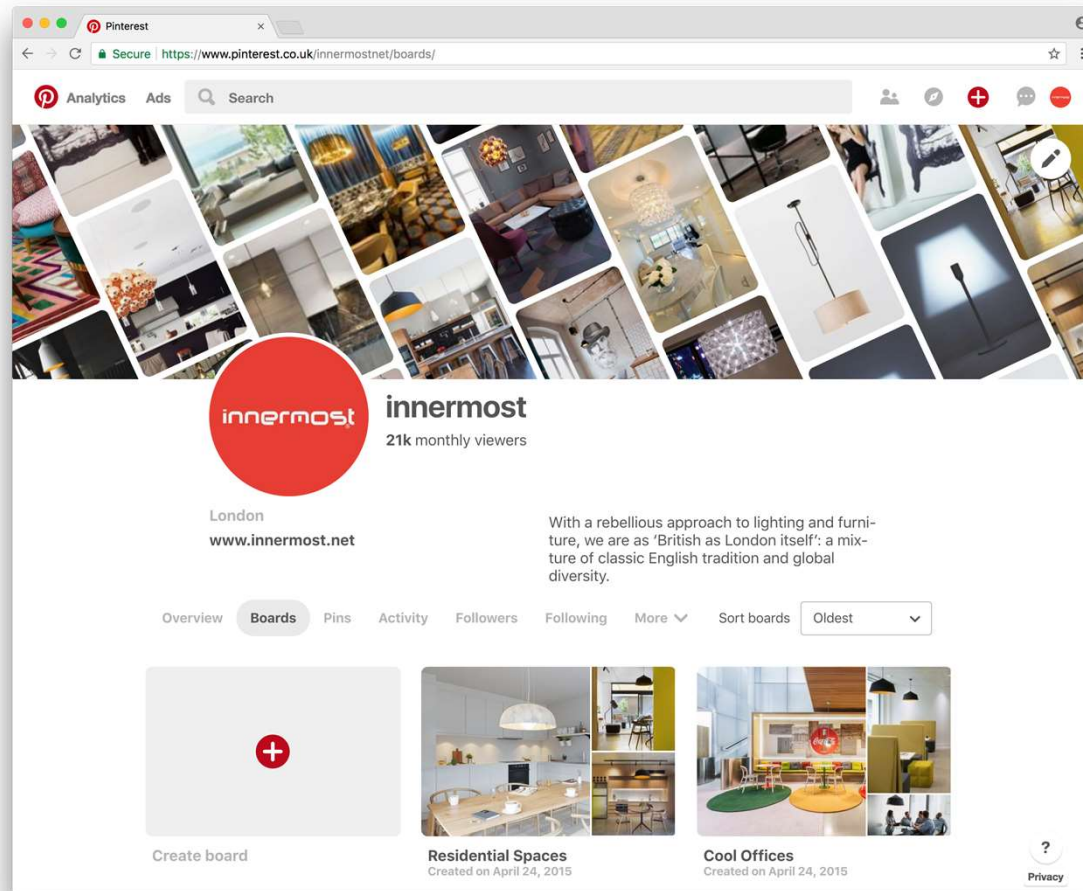 Pinterest
Secure https://www.pinterest.co.uk/innermostnet/boards/
Analytics Ads Search
innermost
innermost
21k monthly viewers
London
www.innermost.net
With a rebellious approach to lighting and furni-
ture, we are as ‘British as London itself’: a mix-
ture of classic English tradition and global
diversity.
Overview Boards Pins Activity Followers Following More Sort boards Oldest
Create board
Residential Spaces
Created on April 24, 2015
Cool Offices
Created on April 24, 2015
?
Privacy